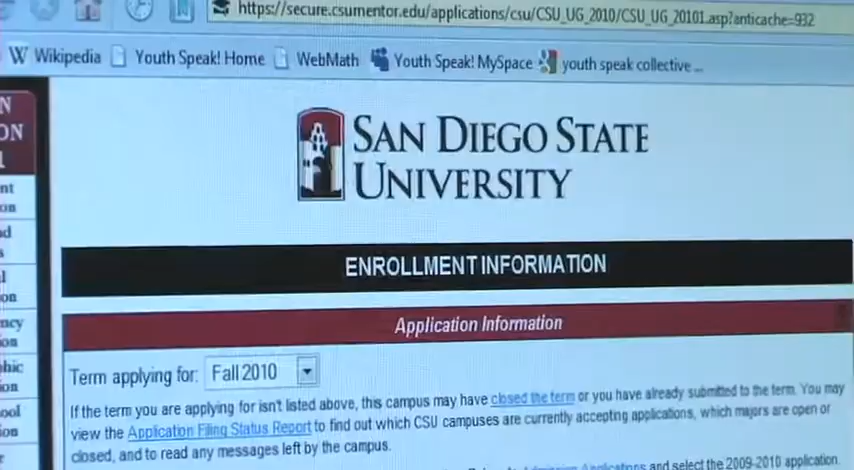 https://secure.csumentor.edu/applications/csu/CSU_UG_2010/CSU_UG_20101.asp?anticache=932
Wikipedia Youth Speak! Home WebMath Youth Speak! MySpace youth speak collective ...
SAN DIEGO STATE
UNIVERSITY
ENROLLMENT INFORMATION
Application Information
Term applying for: Fall 2010
If the term you are applying for isn't listed above, this campus may have closed the term or you have already submitted to the term. You may
view the Application Filing Status Report to find out which CSU campuses are currently accepting applications, which majors are open or
closed, and to read any messages left by the campus.
Applications and select the 2009-2010 application